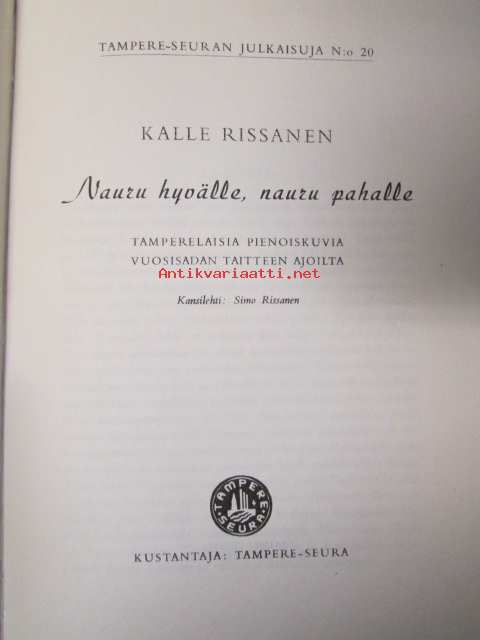 TAMPERE-SEURAN JULKAISUJA N:o 20
KALLE RISSANEN
Nauru hyvälle, nauru pahalle
TAMPERELAISIA PIENOISKUVIA
VUOSISADAN TAITTEEN AJOILTA
Antikvariaatti.net
Kansilehti: Simo Rissanen
TAMPERE
SEURA
KUSTANTAJA: TAMPERE-SEURA